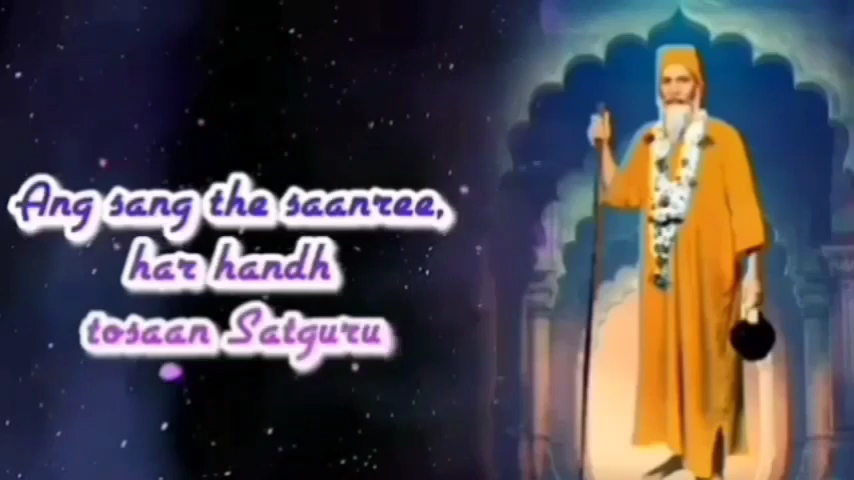 Ang sang the saanree,
har handh
tosaan Satguru